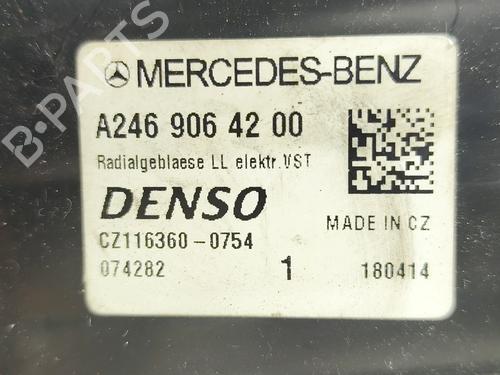 MERCEDES-BENZ
A246 906 42 00
Radialgeblaese LL elektr.VST
DENSO
MADE IN CZ
CZ116360-0754
074282 1 180414
B-PARTS